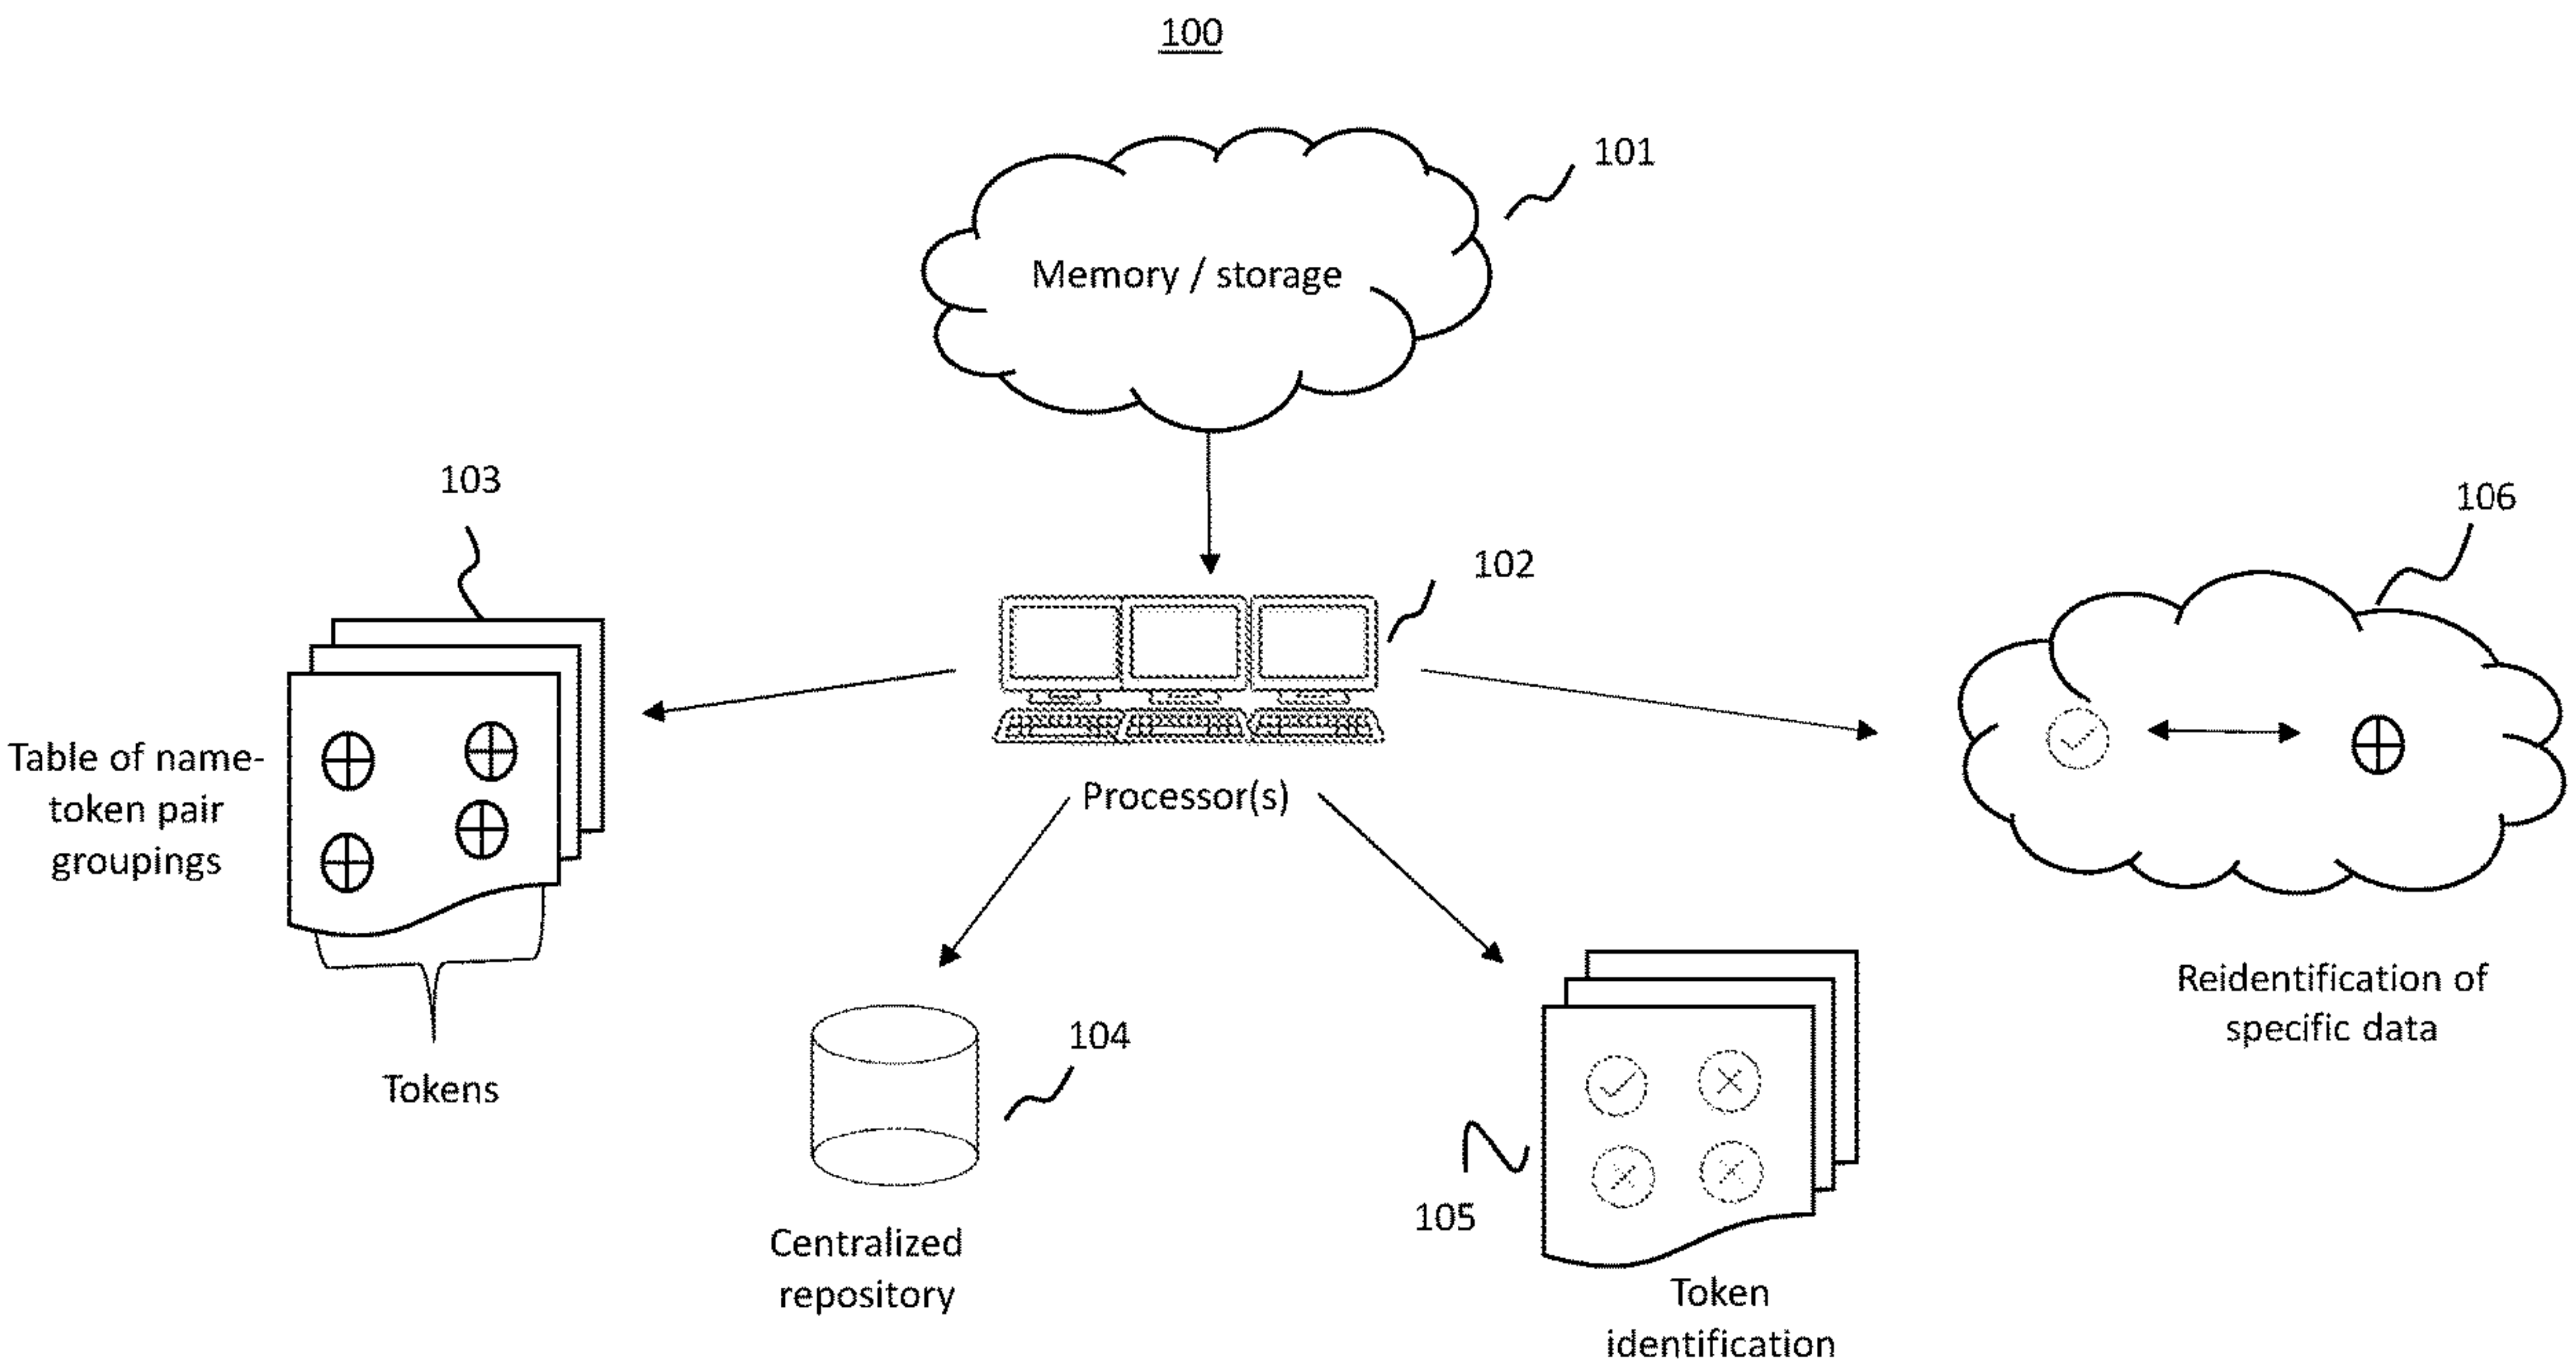 100
101
Memory / storage
103
102
106
Table of name-
token pair
groupings
Processor(s)
Reidentification of
specific data
Tokens
104
105
Centralized
repository
Token
identification